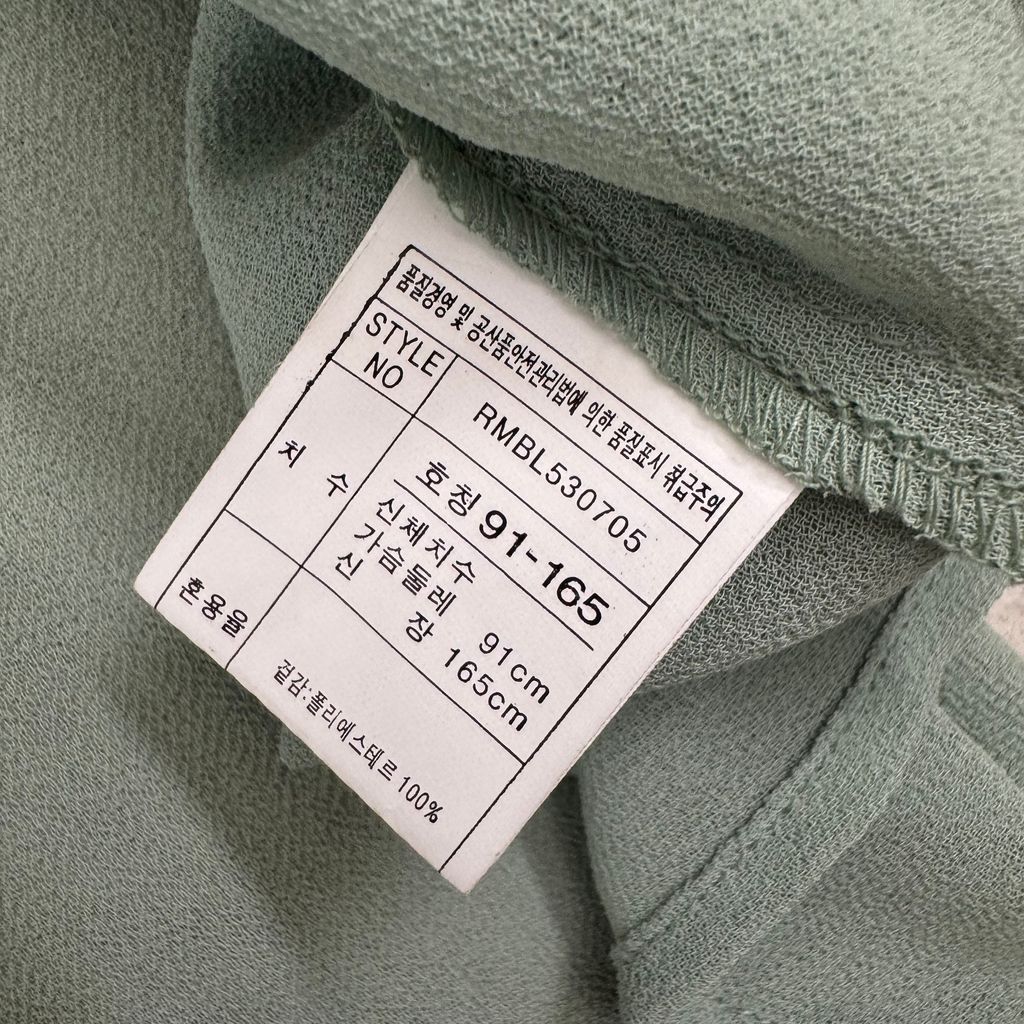 품질경영 및 공산품안전관리법에 의한 품질표시 취급주의
STYLE NO
RMBL530705
치 수
호칭 91-165
신체치수
가슴둘레 91cm
신 장 165cm
혼용율
겉감:폴리에스테르 100%